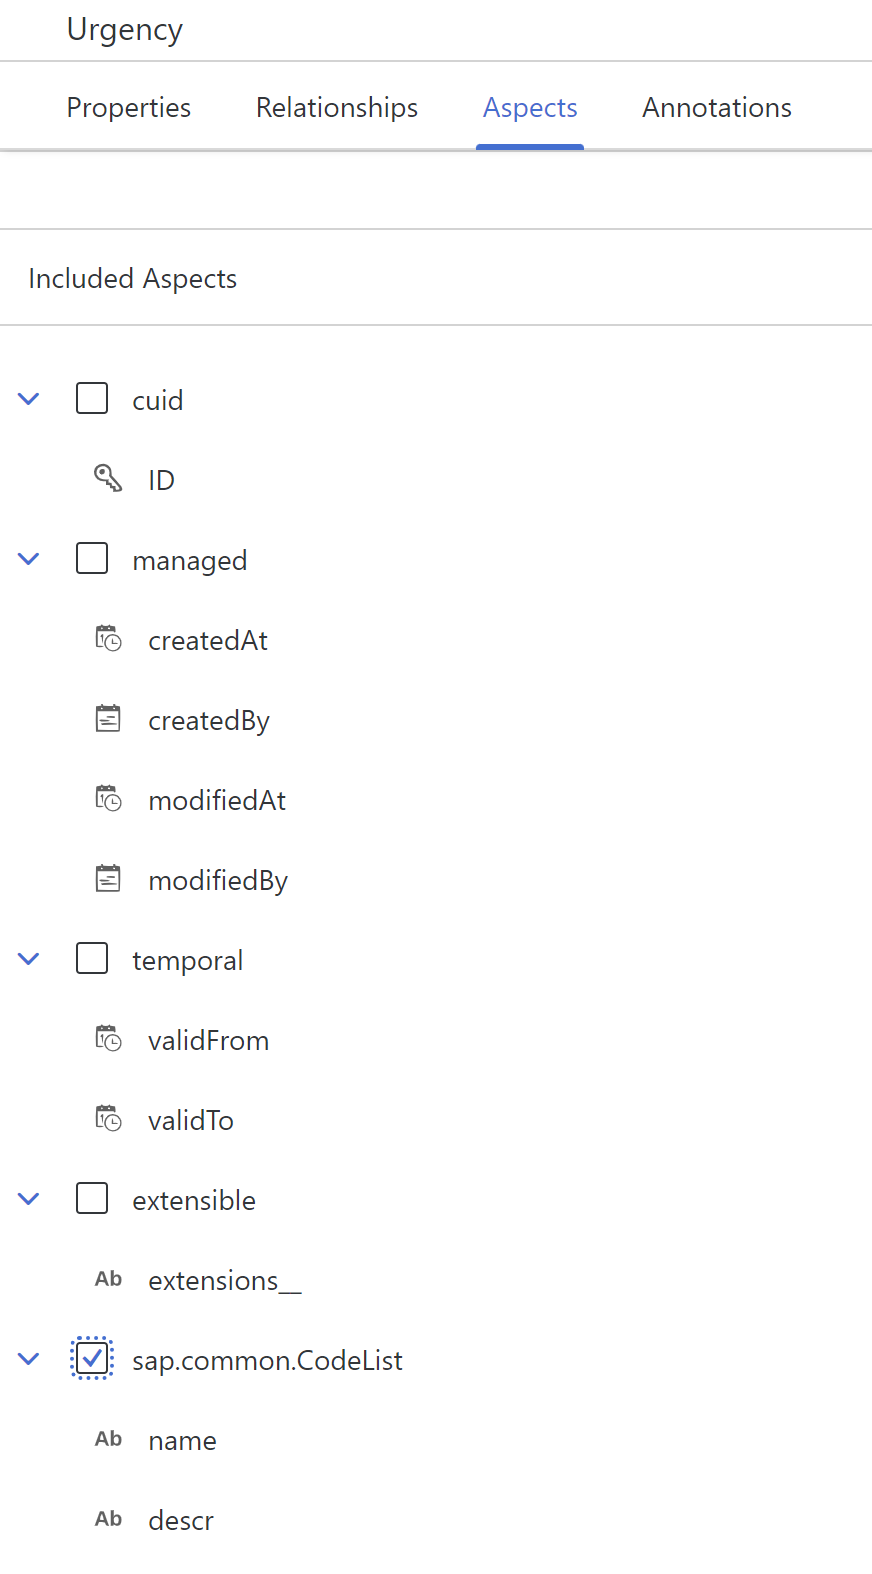 Urgency
Properties Relationships Aspects Annotations
Included Aspects
cuid
ID
managed
createdAt
createdBy
modifiedAt
modifiedBy
temporal
validFrom
validTo
extensible
Ab extensions__
sap.common.CodeList
Ab name
Ab descr